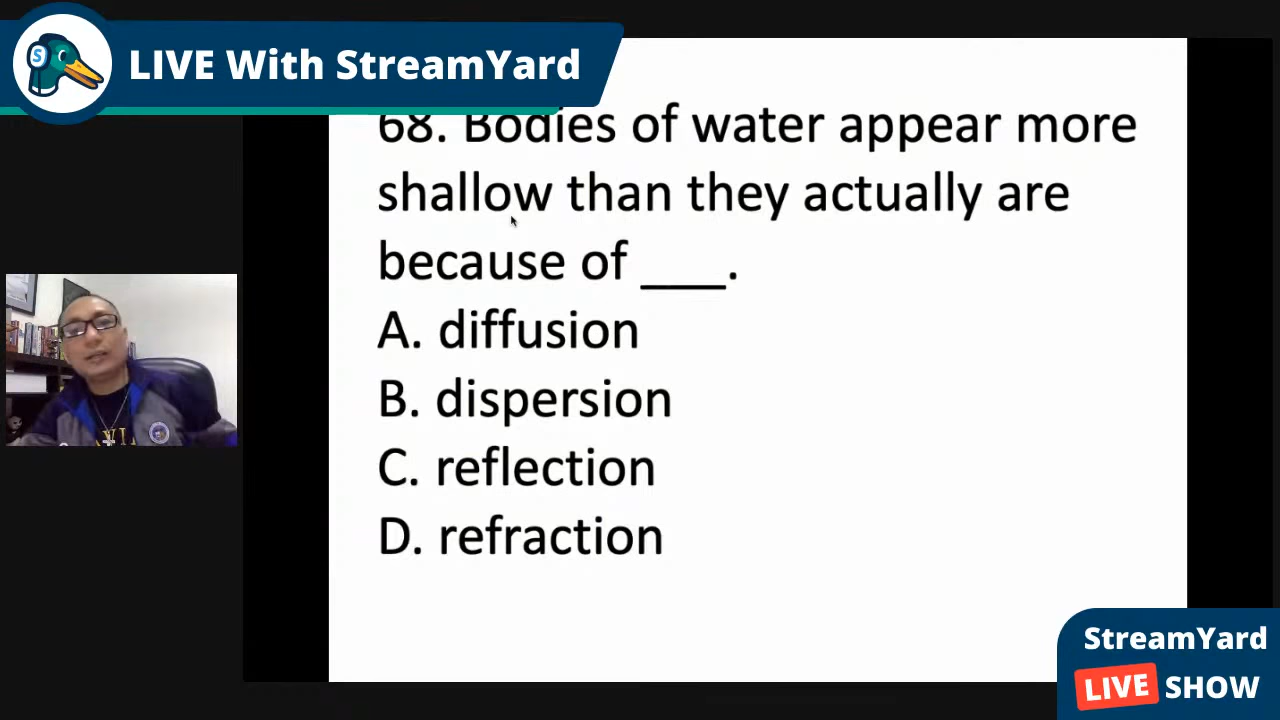 S
LIVE With StreamYard
68. Bodies of water appear more
shallow than they actually are
because of ___.
A. diffusion
B. dispersion
C. reflection
D. refraction
StreamYard
LIVE SHOW